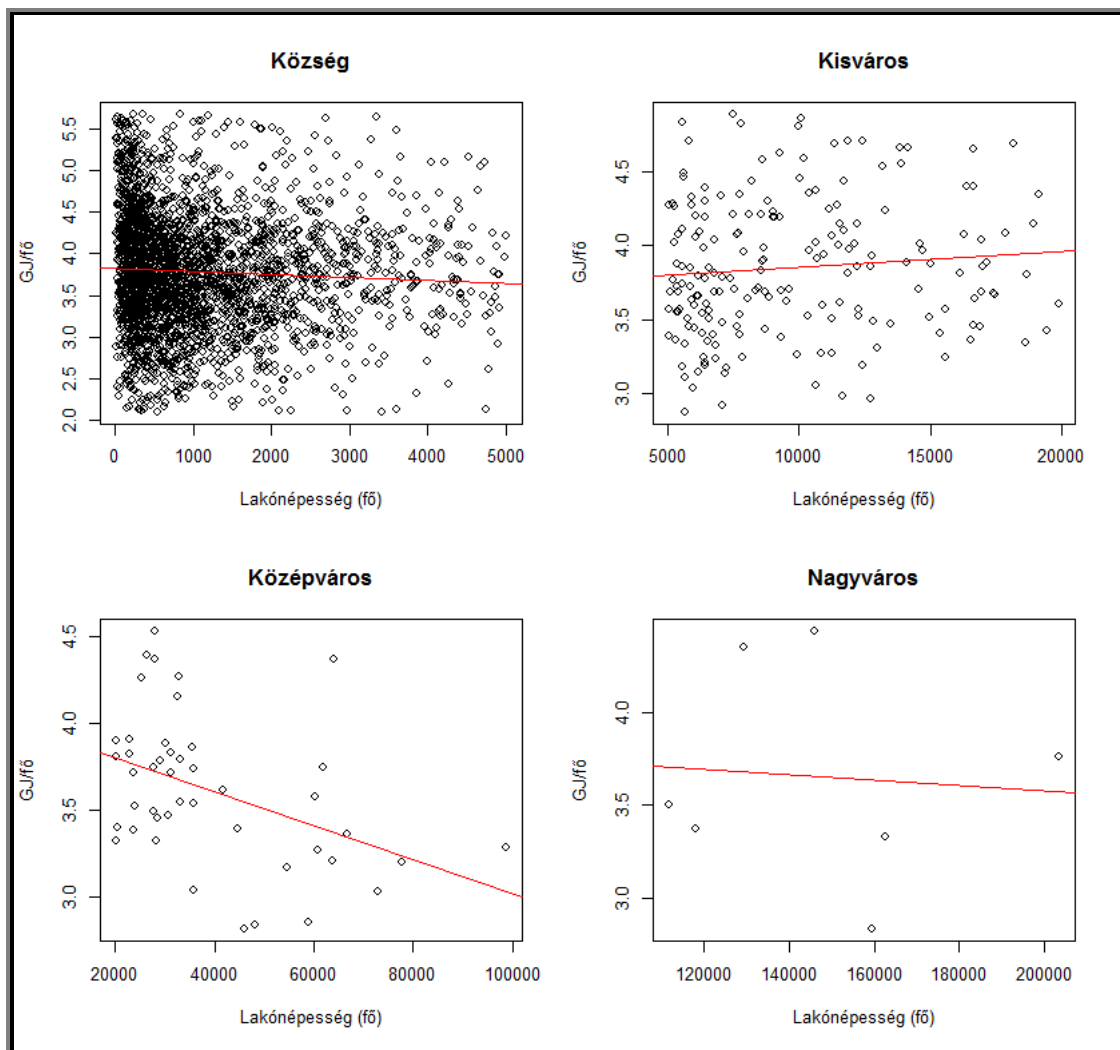 Község
GJ/fő
5.5
5.0
4.5
4.0
3.5
3.0
2.5
2.0
0 1000 2000 3000 4000 5000
Lakónépesség (fő)
Kisváros
GJ/fő
4.5
4.0
3.5
3.0
5000 10000 15000 20000
Lakónépesség (fő)
Középváros
GJ/fő
4.5
4.0
3.5
3.0
20000 40000 60000 80000 100000
Lakónépesség (fő)
Nagyváros
GJ/fő
4.0
3.5
3.0
120000 140000 160000 180000 200000
Lakónépesség (fő)